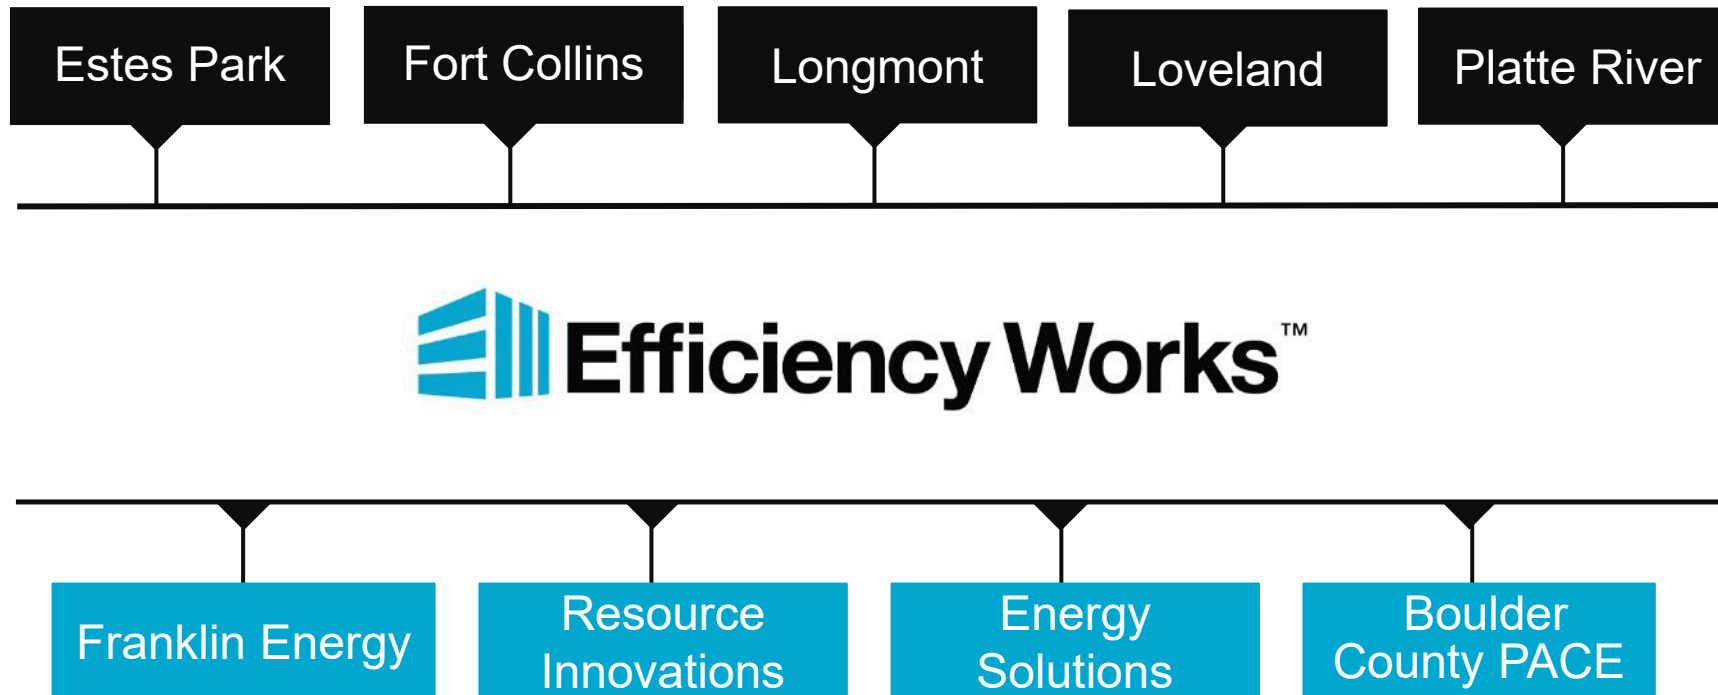 Estes Park
Fort Collins
Longmont
Loveland
Platte River
Efficiency Works™
Franklin Energy
Resource
Innovations
Energy
Solutions
Boulder
County PACE